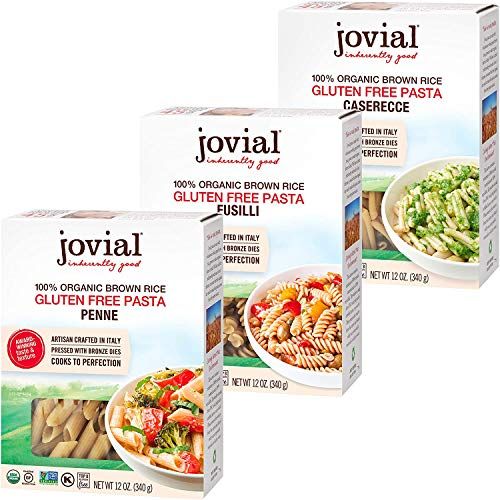 jovial
inherently good
100% ORGANIC BROWN RICE
GLUTEN FREE PASTA
CASERECCE
AFTED IN ITALY
H BRONZE DIES
PERFECTION
NET WT 12 OZ. (340g)
jovial
inherently good
100% ORGANIC BROWN RICE
GLUTEN FREE PASTA
FUSILLI
AFTED IN ITALY
H BRONZE DIES
PERFECTION
NET WT 12 OZ. (340 g)
jovial
inherently good
100% ORGANIC BROWN RICE
GLUTEN FREE PASTA
PENNE
AWARD-
WINNING
taste &
texture
ARTISAN CRAFTED IN ITALY
PRESSED WITH BRONZE DIES
COOKS TO PERFECTION
NET WT 12 OZ. (340 g)